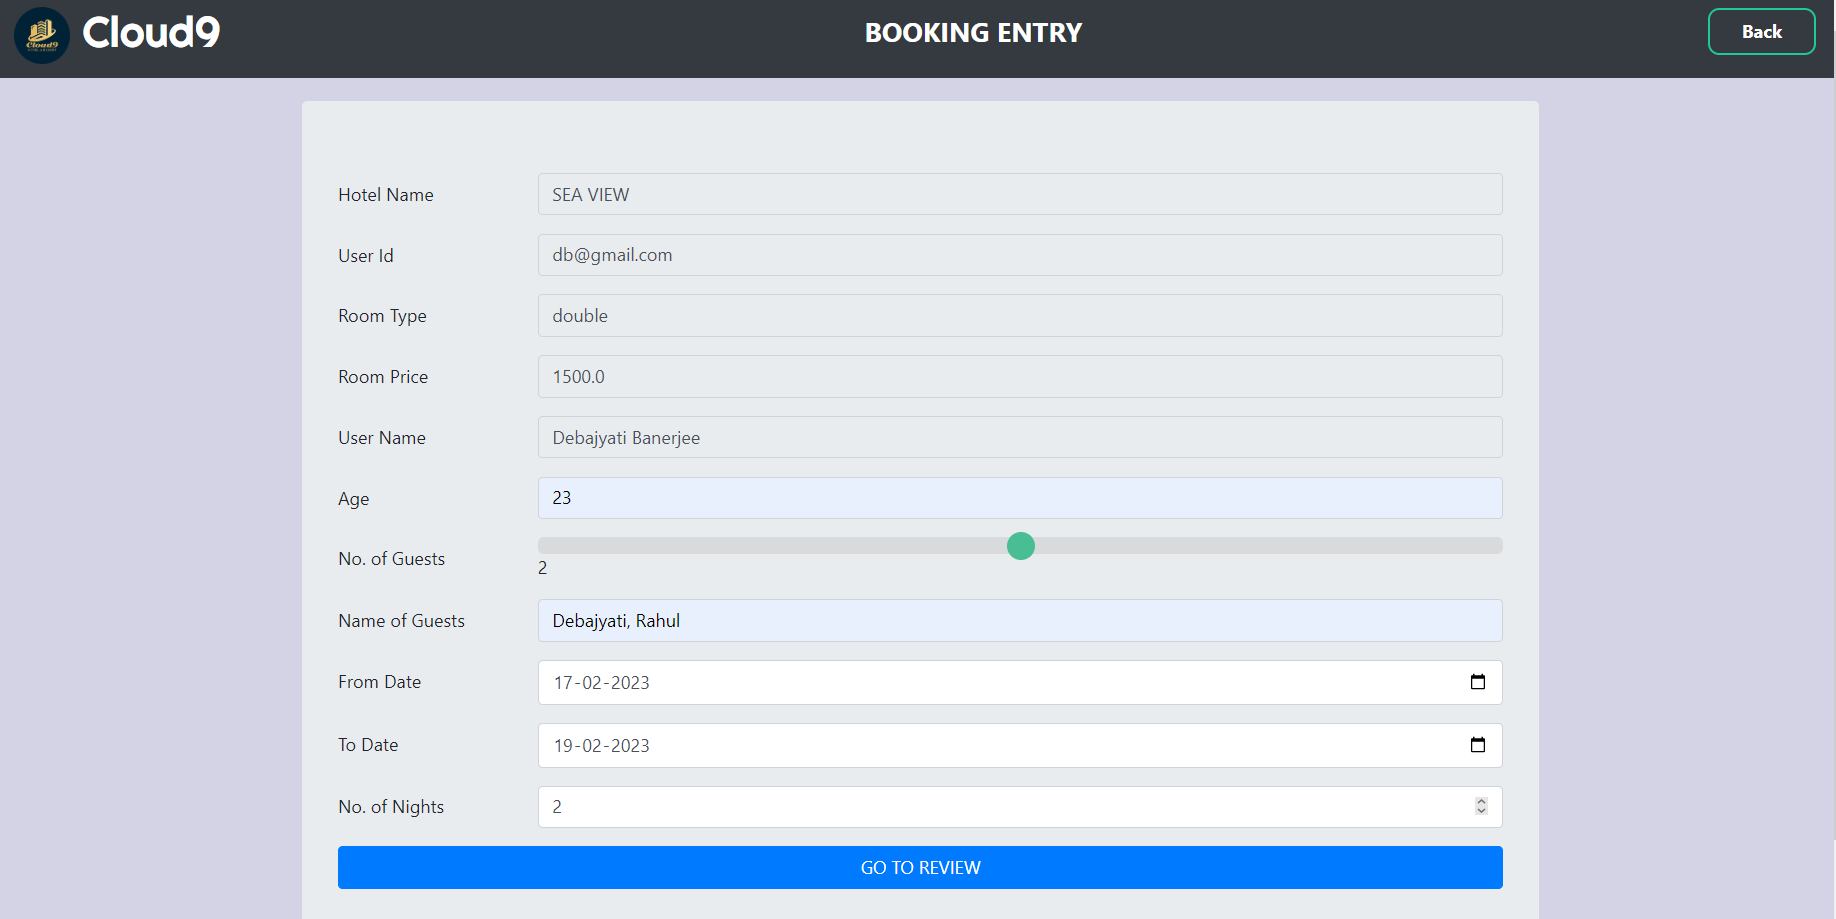 Cloud9
Cloud9
BOOKING ENTRY
Back
Hotel Name
SEA VIEW
User Id
db@gmail.com
Room Type
double
Room Price
1500.0
User Name
Debajyati Banerjee
Age
23
No. of Guests
2
Name of Guests
Debajyati, Rahul
From Date
17-02-2023
To Date
19-02-2023
No. of Nights
2
GO TO REVIEW